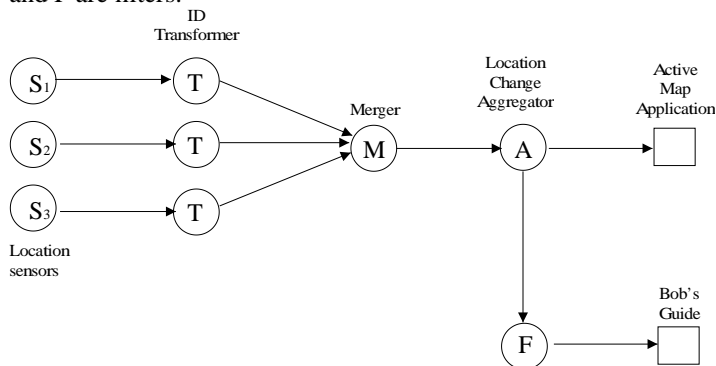 and F are filters.
ID
Transformer
Location
Change
Aggregator
Active
Map
Application
Merger
S1
T
S2
T
M
A
S3
T
Location
sensors
Bob's
Guide
F